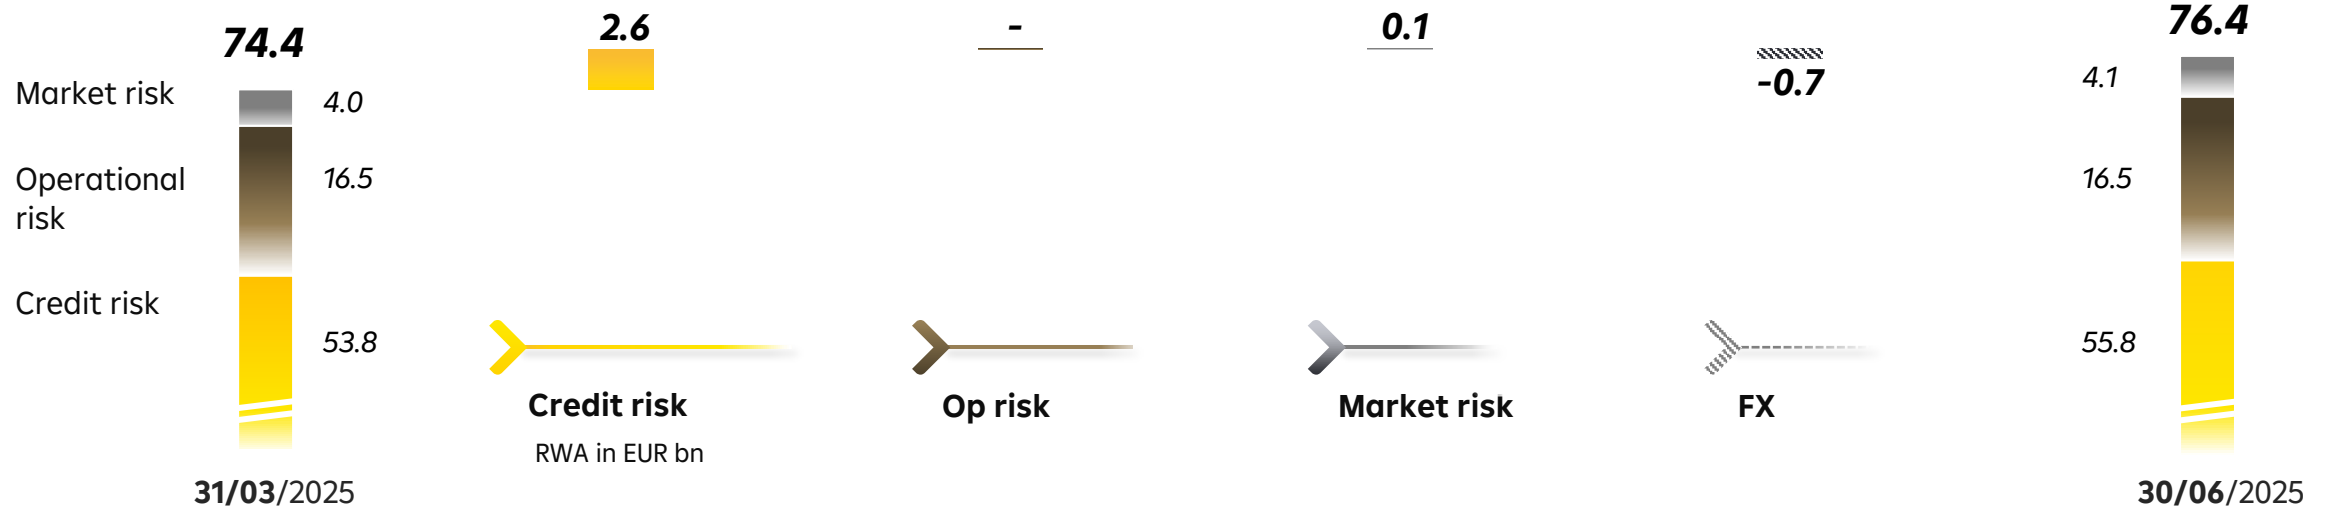 74.4
Market risk
4.0
Operational
risk
16.5
Credit risk
53.8
31/03/2025
2.6
Credit risk
RWA in EUR bn
-
Op risk
0.1
Market risk
-0.7
FX
76.4
4.1
16.5
55.8
30/06/2025